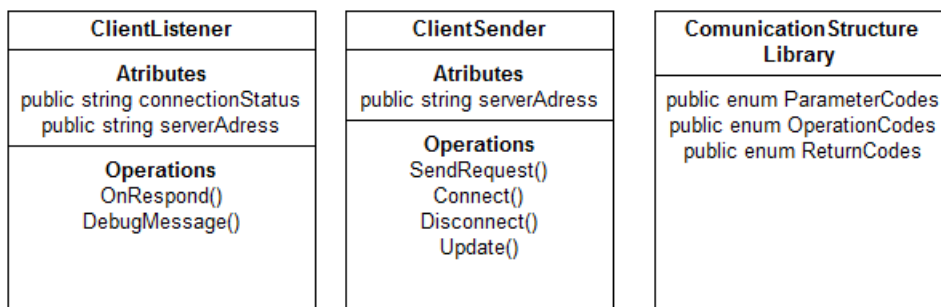 ClientListener
Atributes
public string connectionStatus
public string serverAdress
Operations
OnRespond()
DebugMessage()
ClientSender
Atributes
public string serverAdress
Operations
SendRequest()
Connect()
Disconnect()
Update()
ComunicationStructure
Library
public enum ParameterCodes
public enum OperationCodes
public enum ReturnCodes